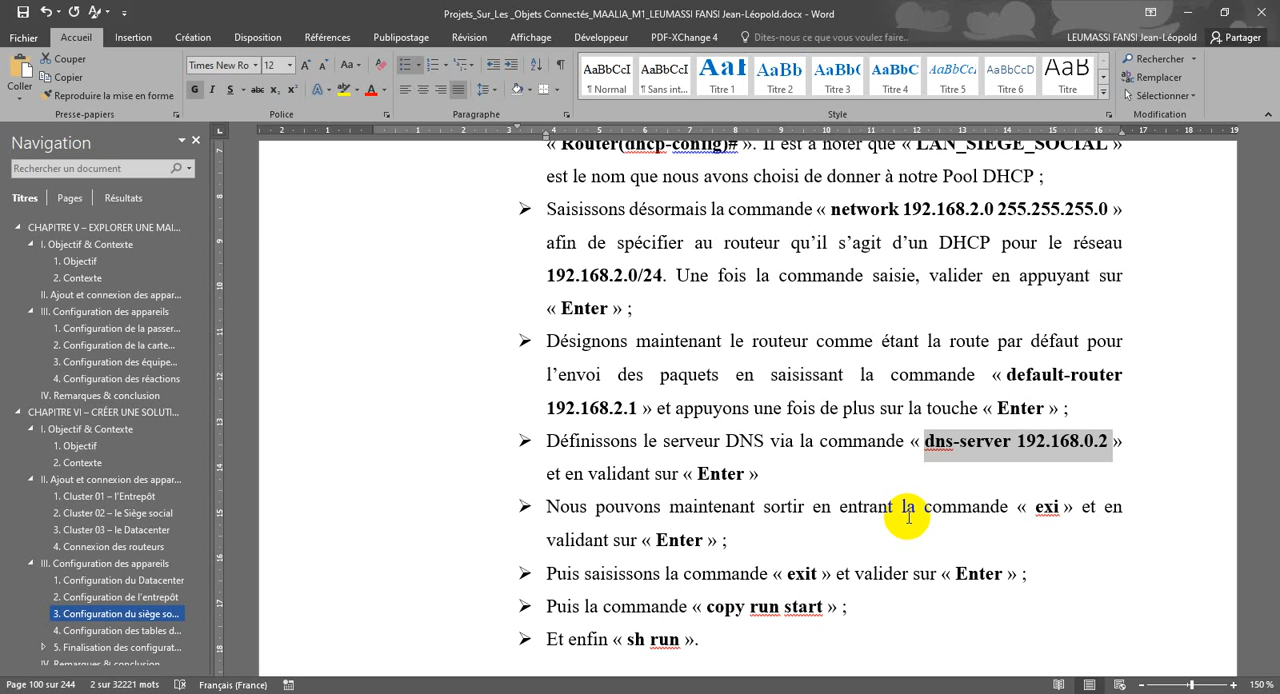 Projets_Sur_Les _Objets Connectés_MAALIA_M1_LEUMASSI FANSI Jean-Léopold.docx - Word
Fichier Accueil Insertion Création Disposition Références Publipostage Révision Affichage Développeur PDF-XChange 4 Dites-nous ce que vous voulez faire... LEUMASSI FANSI Jean-Léopold Partager
Coller
Couper
Copier
Reproduire la mise en forme
Presse-papiers
Times New Ro 12
G I S abc x₂ x²
Police
Paragraphe
AaBbCcI AaBbCcI AaB AaBb AaBb( AaBbC AaBbCc AaBbCcD AaB
¶ Normal ¶ Sans int... Titre 1 Titre 2 Titre 3 Titre 4 Titre 5 Titre 6 Titre
Style
Rechercher
Remplacer
Sélectionner
Modification
Navigation
Rechercher un document
Titres Pages Résultats
CHAPITRE V – EXPLORER UNE MAI...
I. Objectif & Contexte
1. Objectif
2. Contexte
II. Ajout et connexion des appar...
III. Configuration des appareils
1. Configuration de la passer...
2. Configuration de la carte...
3. Configuration des équipe...
4. Configuration des réactions
IV. Remarques & conclusion
CHAPITRE VI – CRÉER UNE SOLUTI...
I. Objectif & Contexte
1. Objectif
2. Contexte
II. Ajout et connexion des appar...
1. Cluster 01 – l’Entrepôt
2. Cluster 02 – le Siège social
3. Cluster 03 – le Datacenter
4. Connexion des routeurs
III. Configuration des appareils
1. Configuration du Datacenter
2. Configuration de l’entrepôt
3. Configuration du siège so...
4. Configuration des tables d...
5. Finalisation des configurat...
IV. Remarques & conclusion
« Router(dhcp-config)# ». Il est à noter que « LAN_SIEGE_SOCIAL »
est le nom que nous avons choisi de donner à notre Pool DHCP ;
➢ Saisissons désormais la commande « network 192.168.2.0 255.255.255.0 »
afin de spécifier au routeur qu’il s’agit d’un DHCP pour le réseau
192.168.2.0/24. Une fois la commande saisie, valider en appuyant sur
« Enter » ;
➢ Désignons maintenant le routeur comme étant la route par défaut pour
l’envoi des paquets en saisissant la commande « default-router
192.168.2.1 » et appuyons une fois de plus sur la touche « Enter » ;
➢ Définissons le serveur DNS via la commande « dns-server 192.168.0.2 »
et en validant sur « Enter »
➢ Nous pouvons maintenant sortir en entrant la commande « exi » et en
validant sur « Enter » ;
➢ Puis saisissons la commande « exit » et valider sur « Enter » ;
➢ Puis la commande « copy run start » ;
➢ Et enfin « sh run ».
Page 100 sur 244 2 sur 32221 mots Français (France) 150 %